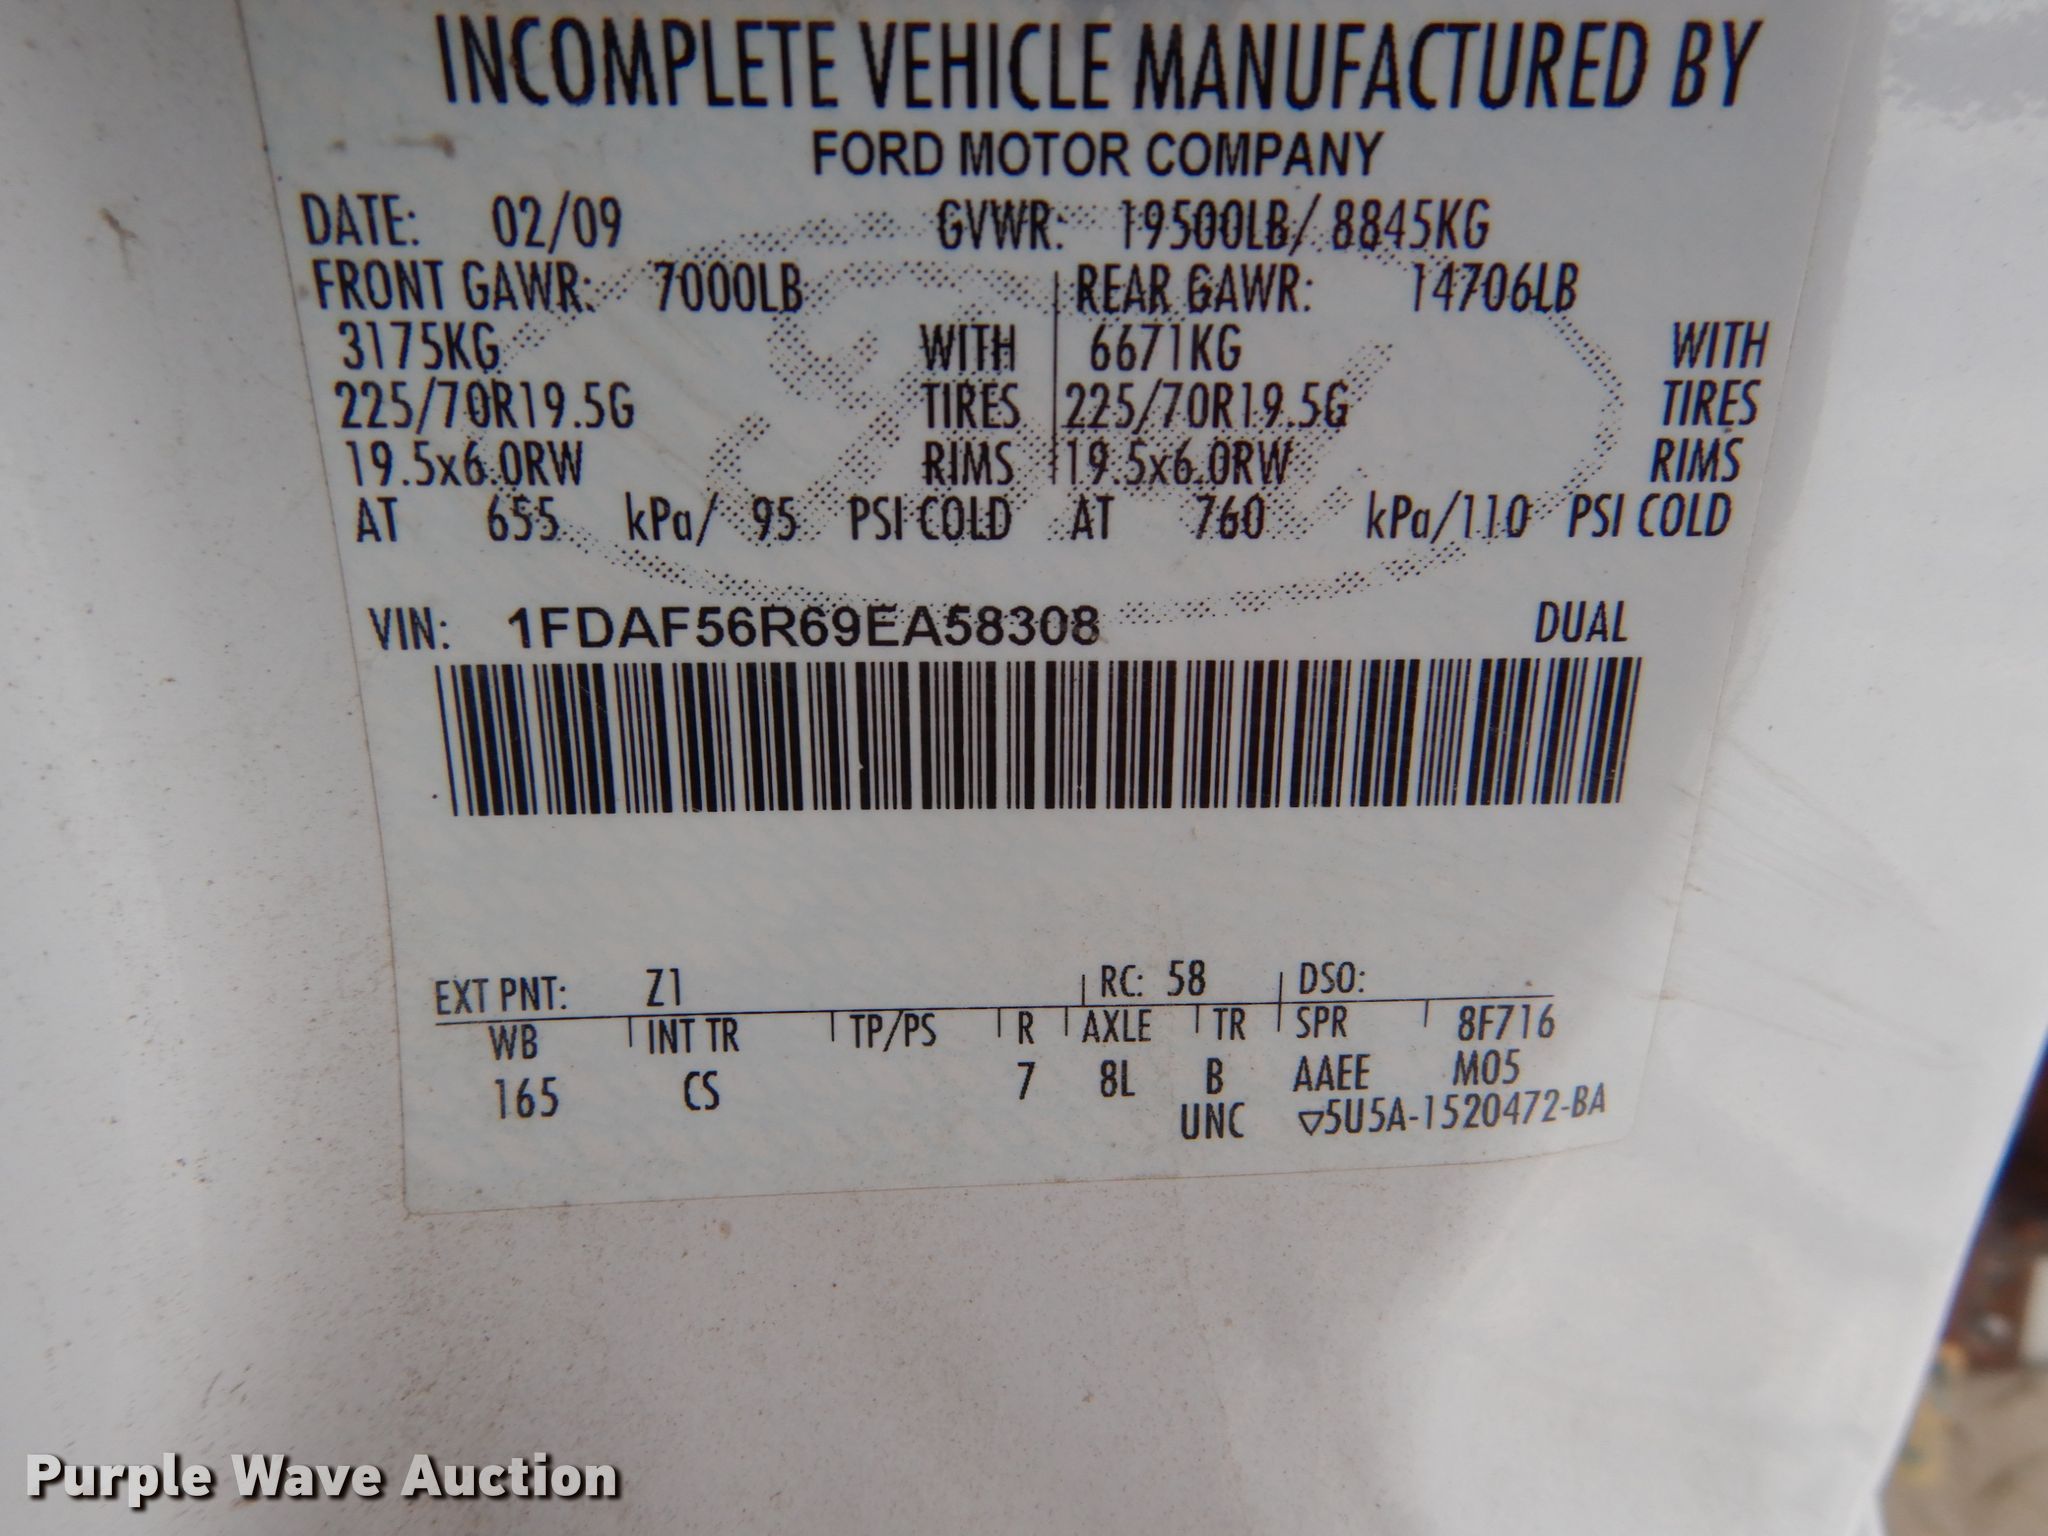 INCOMPLETE VEHICLE MANUFACTURED BY
FORD MOTOR COMPANY
DATE: 02/09 GVWR: 19500LB/ 8845KG
FRONT GAWR: 7000LB REAR GAWR: 14706LB
3175KG WITH 6671KG WITH
225/70R19.5G TIRES 225/70R19.5G TIRES
19.5x6.0RW RIMS 19.5x6.0RW RIMS
AT 655 kPa/ 95 PSI COLD AT 760 kPa/110 PSI COLD
VIN: 1FDAF56R69EA58308 DUAL
EXT PNT: Z1 RC: 58 DSO:
WB INT TR TP/PS R AXLE TR SPR 8F716
165 CS 7 8L B AAEE M05
UNC ▽5U5A-1520472-BA
Purple Wave Auction